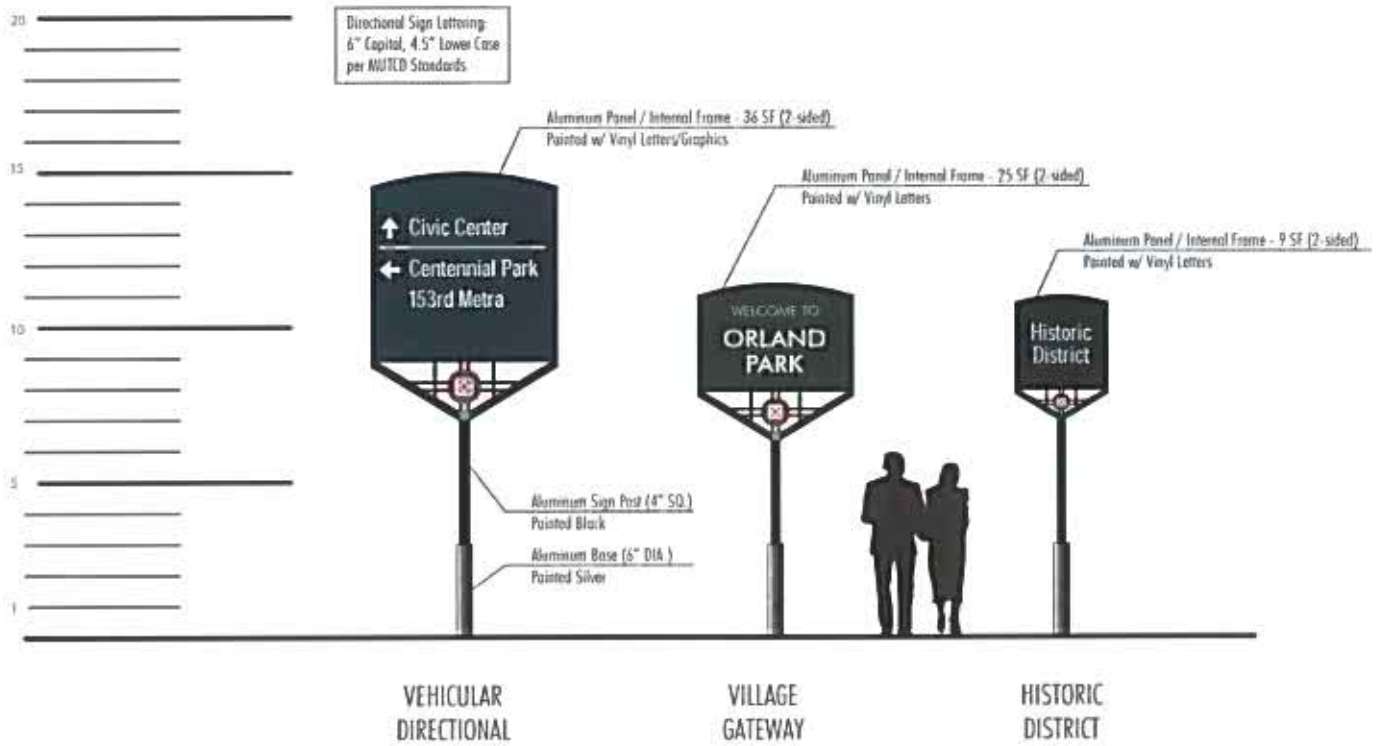 20
15
10
5
1
Directional Sign Lettering:
6" Capital, 4.5" Lower Case
per MUTCD Standards
Aluminum Panel / Internal Frame - 36 SF (2-sided)
Painted w/ Vinyl Letters/Graphics
Civic Center
Centennial Park
153rd Metra
Aluminum Sign Post (4" SQ.)
Painted Black
Aluminum Base (6" DIA.)
Painted Silver
VEHICULAR
DIRECTIONAL
Aluminum Panel / Internal Frame - 25 SF (2-sided)
Painted w/ Vinyl Letters
WELCOME TO
ORLAND
PARK
VILLAGE
GATEWAY
Aluminum Panel / Internal Frame - 9 SF (2-sided)
Painted w/ Vinyl Letters
Historic
District
HISTORIC
DISTRICT